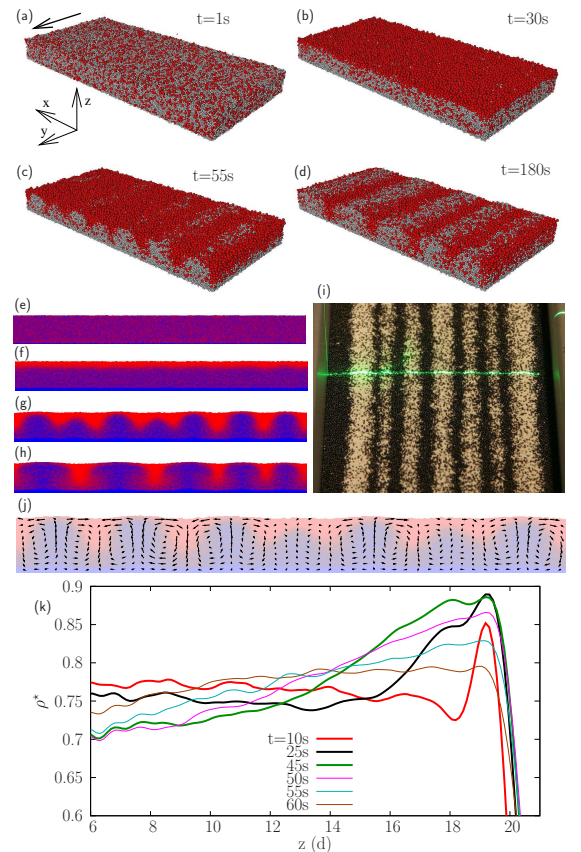 (a)
t=1s
x
y
z
(b)
t=30s
(c)
t=55s
(d)
t=180s
(e)
(f)
(g)
(h)
(i)
(j)
(k)
0.9
0.85
0.8
0.75
0.7
0.65
0.6
ρ*
t=10s
25s
45s
50s
55s
60s
6 8 10 12 14 16 18 20
z (d)